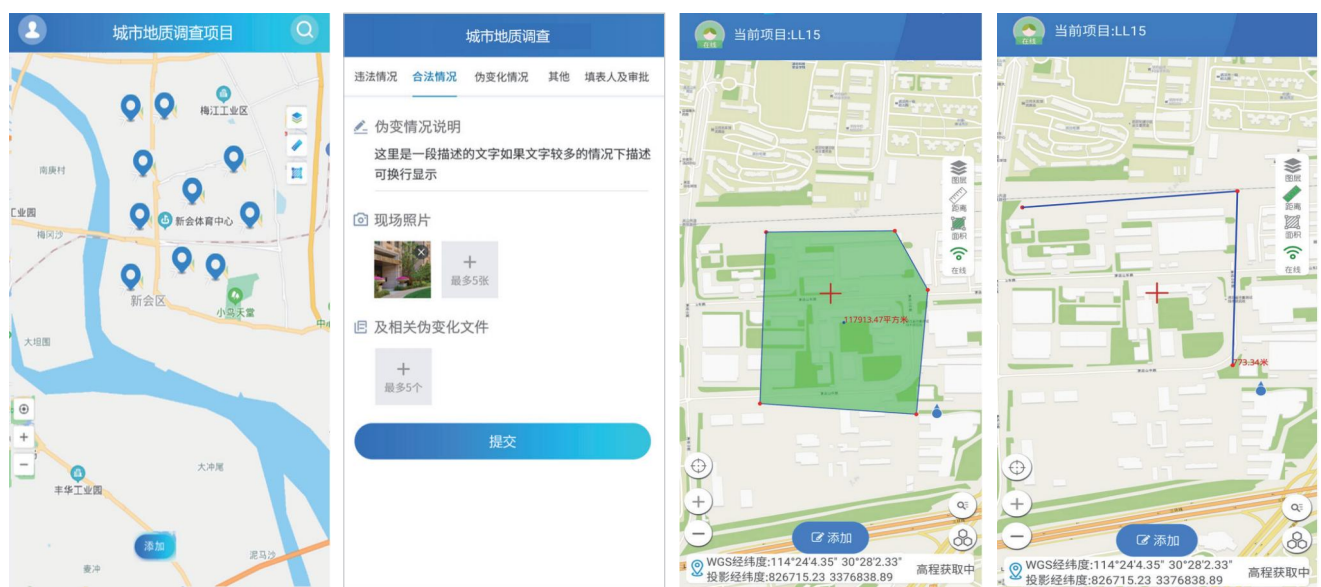 城市地质调查项目
梅江工业区
南庚村
工业园
新会体育中心
梅冈沙
新会区
小鸟天堂
中心
大坦围
大冲尾
丰华工业园
添加
泥马沙
奏冲
城市地质调查
违法情况 合法情况 伪变化情况 其他 填表人及审批
伪变情况说明
这里是一段描述的文字如果文字较多的情况下描述
可换行显示
现场照片
最多5张
及相关伪变化文件
最多5个
提交
在线
当前项目:LL15
图层
距离
面积
在线
117913.47平方米
添加
WGS经纬度:114°24'4.35" 30°28'2.33"
投影经纬度:826715.23 3376838.89
高程获取中
在线
当前项目:LL15
图层
距离
面积
在线
773.34米
添加
WGS经纬度:114°24'4.35" 30°28'2.33"
投影经纬度:826715.23 3376838.89
高程获取中